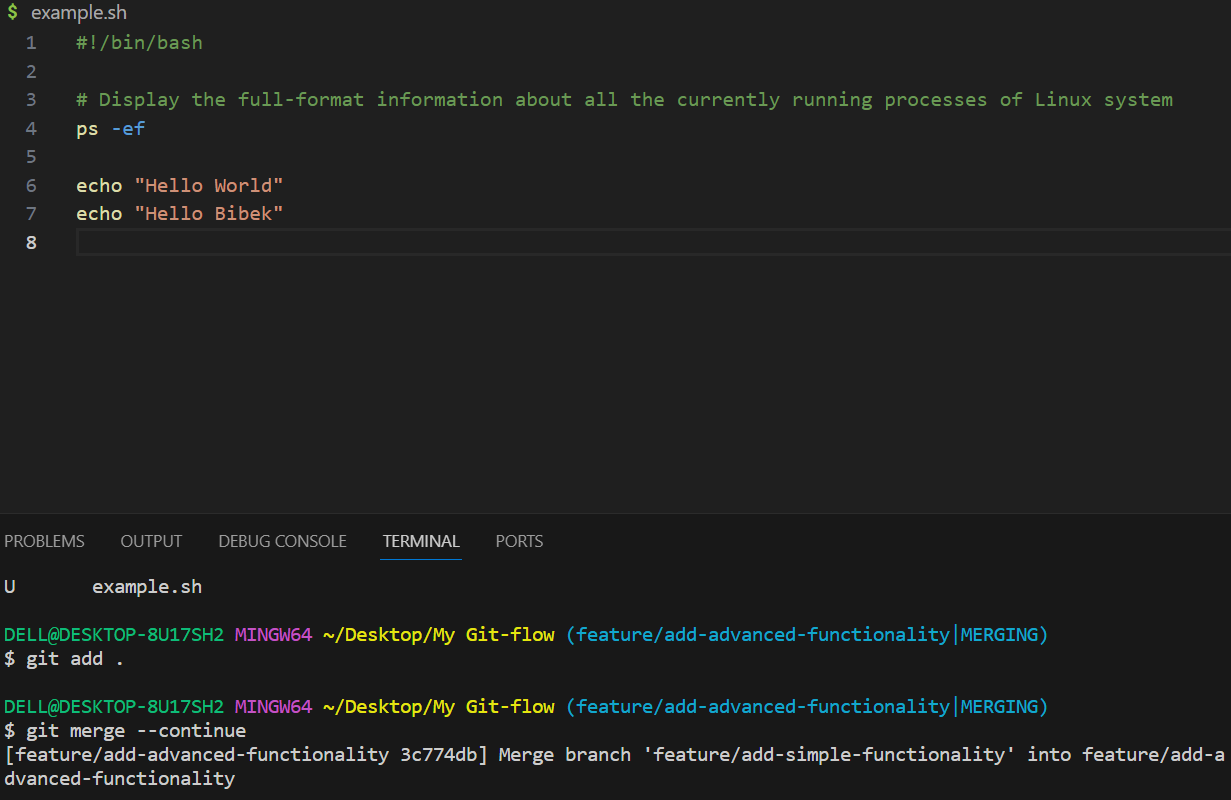 $ example.sh
1 #!/bin/bash
2
3 # Display the full-format information about all the currently running processes of Linux system
4 ps -ef
5
6 echo "Hello World"
7 echo "Hello Bibek"
8
PROBLEMS OUTPUT DEBUG CONSOLE TERMINAL PORTS
U example.sh
DELL@DESKTOP-8U17SH2 MINGW64 ~/Desktop/My Git-flow (feature/add-advanced-functionality|MERGING)
$ git add .
DELL@DESKTOP-8U17SH2 MINGW64 ~/Desktop/My Git-flow (feature/add-advanced-functionality|MERGING)
$ git merge --continue
[feature/add-advanced-functionality 3c774db] Merge branch 'feature/add-simple-functionality' into feature/add-a
dvanced-functionality